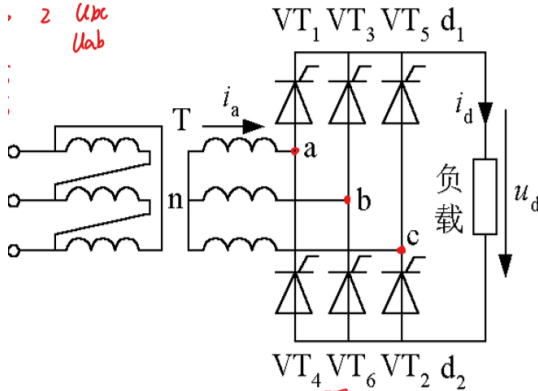 2 Ubc
Uab
VT1 VT3 VT5 d1
T ia
id
a
n b
负载
ud
c
VT4 VT6 VT2 d2